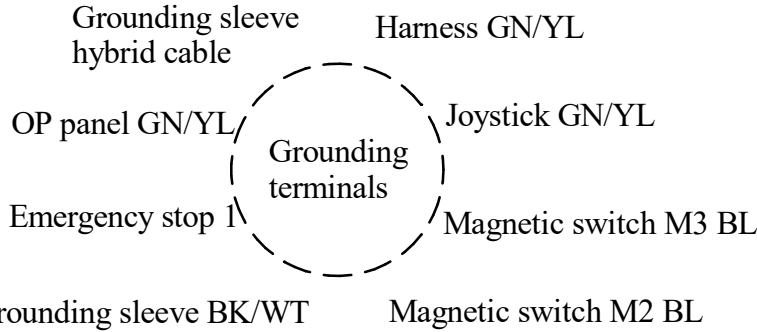 Grounding sleeve
hybrid cable
Harness GN/YL
OP panel GN/YL
Joystick GN/YL
Grounding
terminals
Emergency stop 1
Magnetic switch M3 BL
rounding sleeve BK/WT
Magnetic switch M2 BL